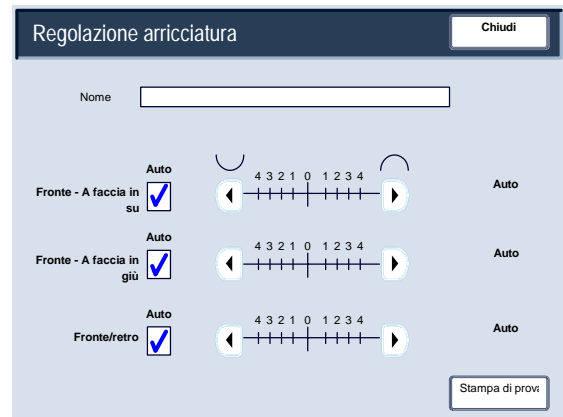 Regolazione arricciatura
Chiudi
Nome
Auto
4 3 2 1 0 1 2 3 4
Fronte - A faccia in
su
Auto
Auto
4 3 2 1 0 1 2 3 4
Fronte - A faccia in
giù
Auto
Auto
4 3 2 1 0 1 2 3 4
Fronte/retro
Auto
Stampa di prova